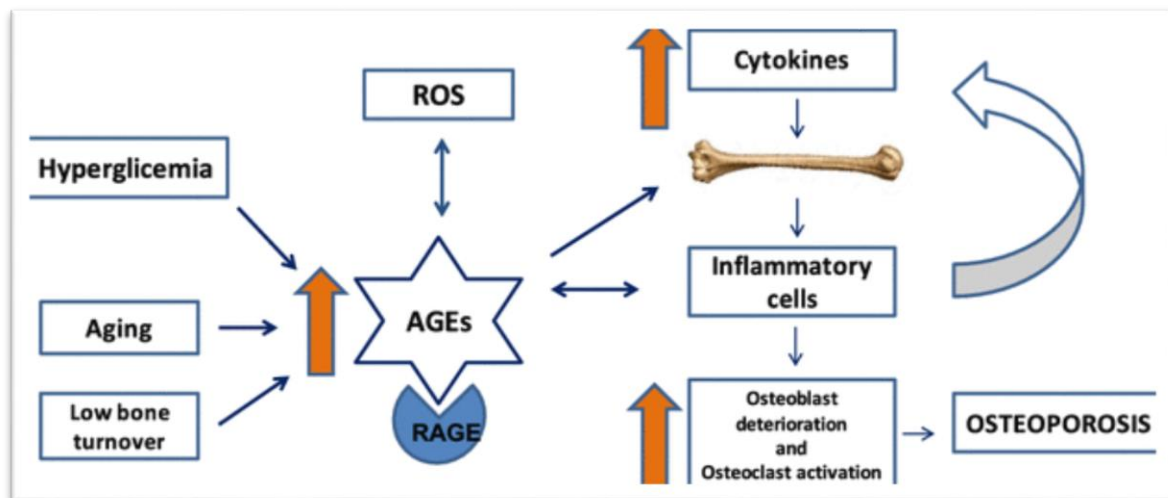 Hyperglicemia
Aging
Low bone
turnover
ROS
AGEs
RAGE
Cytokines
Inflammatory
cells
Osteoblast
deterioration
and
Osteoclast activation
OSTEOPOROSIS